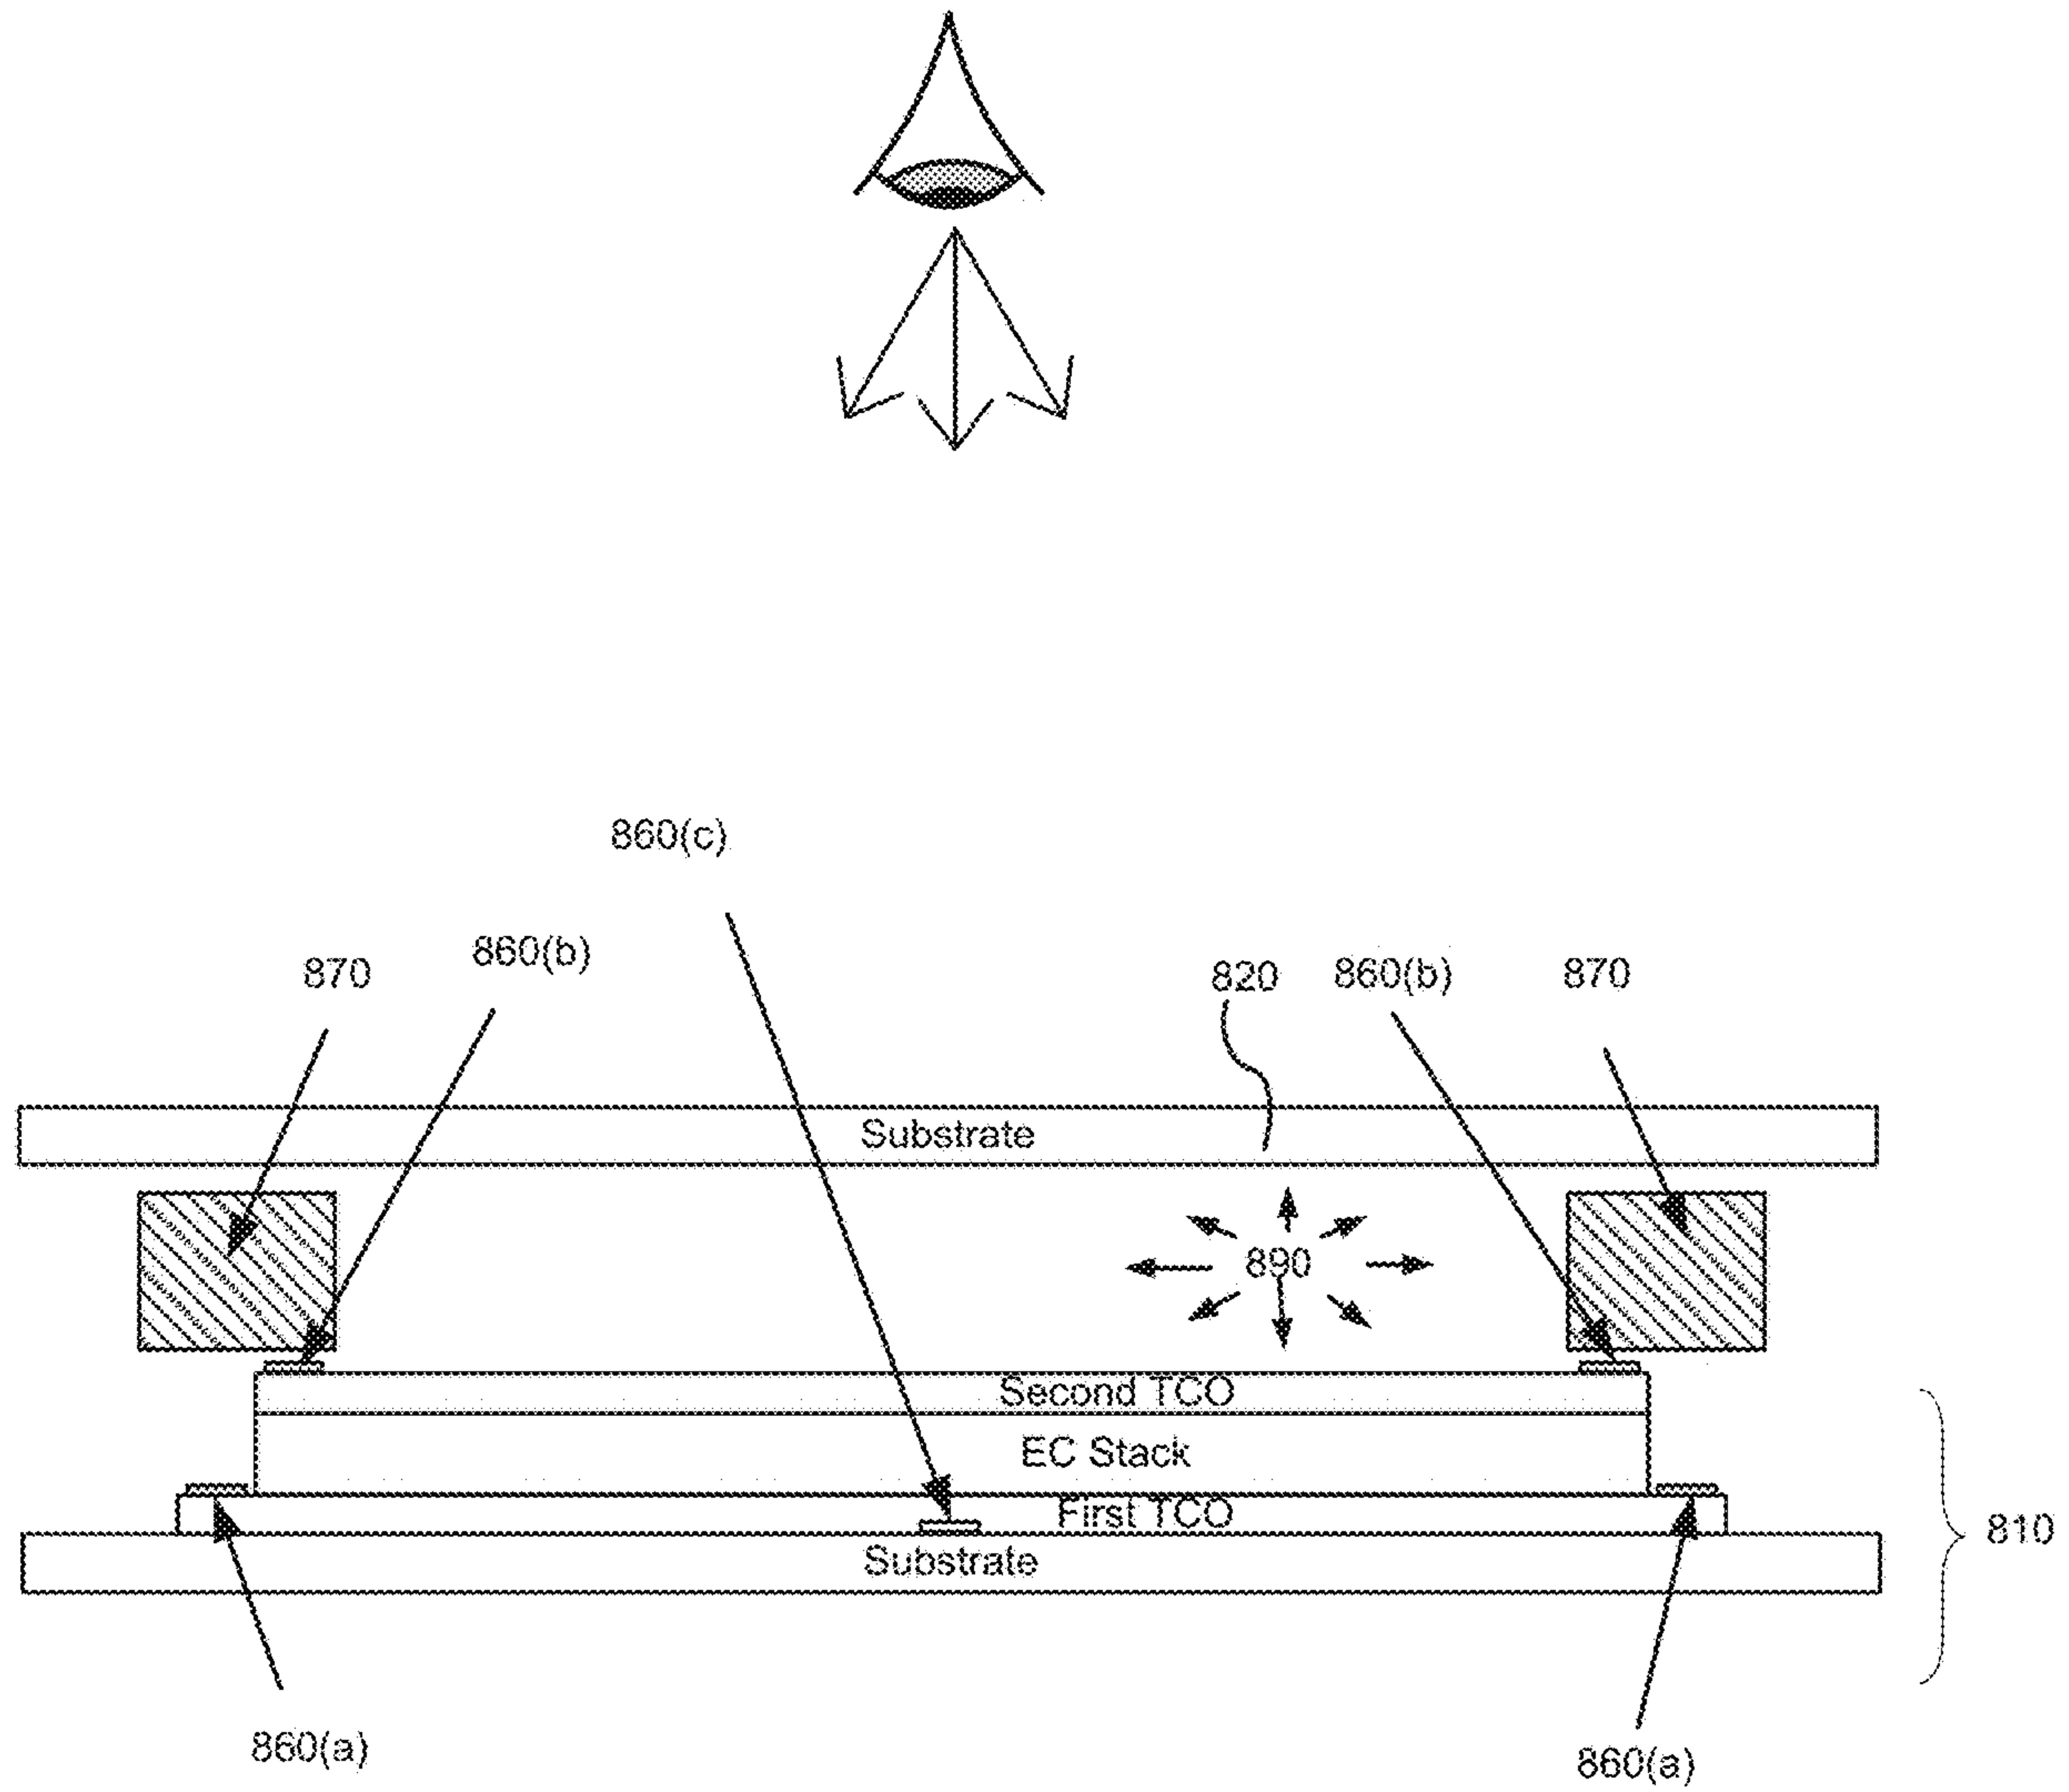 860(c)
860(b)
870
820
860(b)
870
Substrate
890
Second TCO
EC Stack
First TCO
810
Substrate
860(a)
860(a)